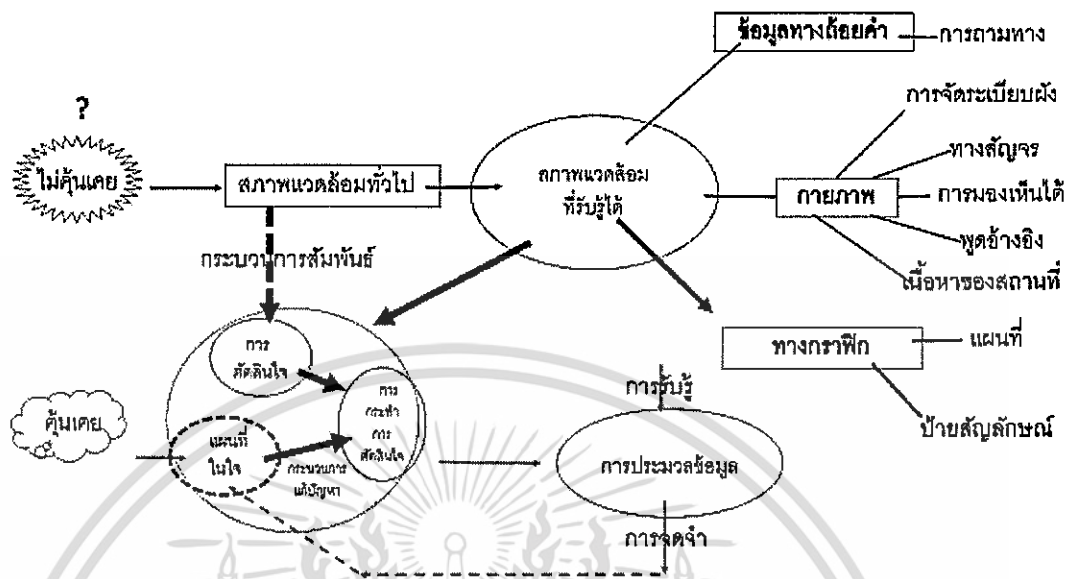 ข้อมูลทางถ้อยคำ
การถามทาง
?
ไม่คุ้นเคย
สภาพแวดล้อมทั่วไป
สภาพแวดล้อม
ที่รับรู้ได้
การจัดระเบียบผัง
ทางสัญจร
กายภาพ
การมองเห็นได้
พูดอ้างอิง
เนื้อหาของสถานที่
กระบวนการสัมพันธ์
การ
ตัดสินใจ
ทางกราฟิก
แผนที่
ป้ายสัญลักษณ์
คุ้นเคย
แผนที่
ในใจ
การ
กระทำ
การ
ตัดสินใจ
กระบวนการ
แก้ปัญหา
การรับรู้
การประมวลข้อมูล
การจดจำ